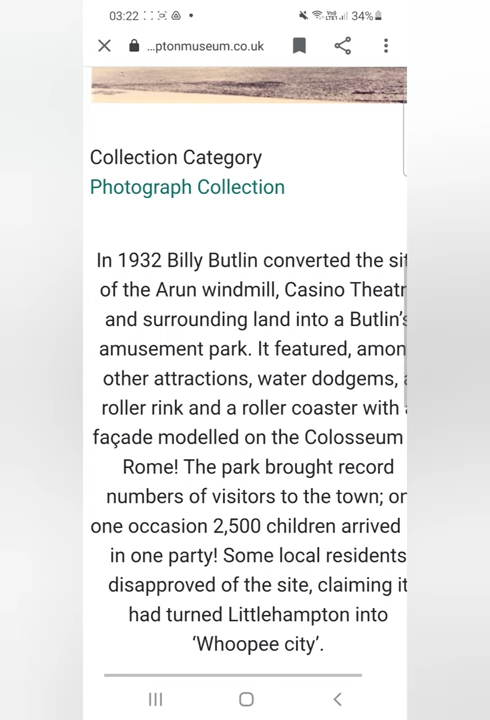 03:22 34%
...ptonmuseum.co.uk
Collection Category
Photograph Collection
In 1932 Billy Butlin converted the sit
of the Arun windmill, Casino Theatr
and surrounding land into a Butlin's
amusement park. It featured, amon
other attractions, water dodgems, a
roller rink and a roller coaster with a
façade modelled on the Colosseum
Rome! The park brought record
numbers of visitors to the town; on
one occasion 2,500 children arrived
in one party! Some local residents
disapproved of the site, claiming it
had turned Littlehampton into
‘Whoopee city’.